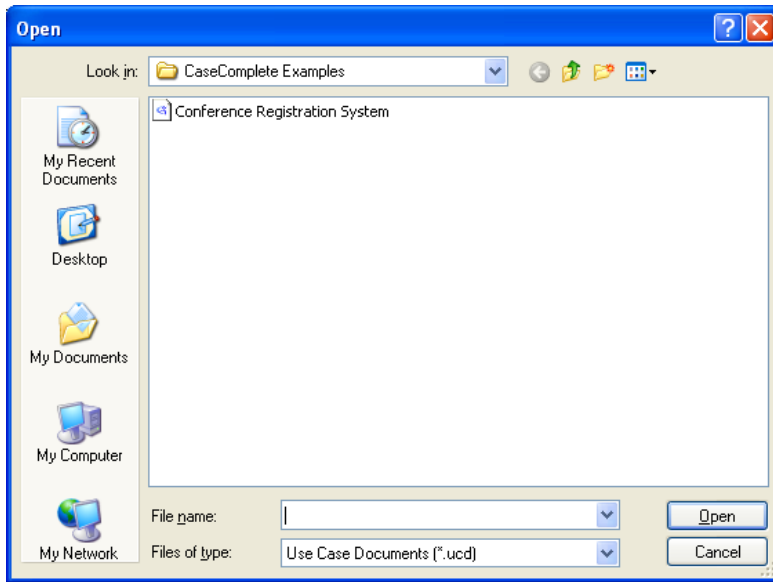 Open
Look in:
CaseComplete Examples
Conference Registration System
My Recent
Documents
Desktop
My Documents
My Computer
My Network
File name:
Open
Files of type:
Use Case Documents (*.ucd)
Cancel